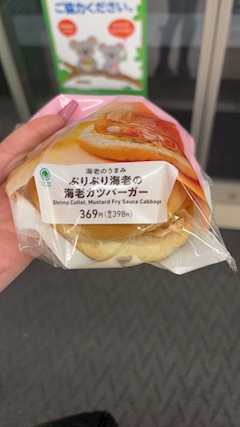 ご協力ください。
海老のうまみ
ぷりぷり海老の
海老カツバーガー
Shrimp Cutlet, Mustard Fry Sauce Cabbage
369円(税込398円)